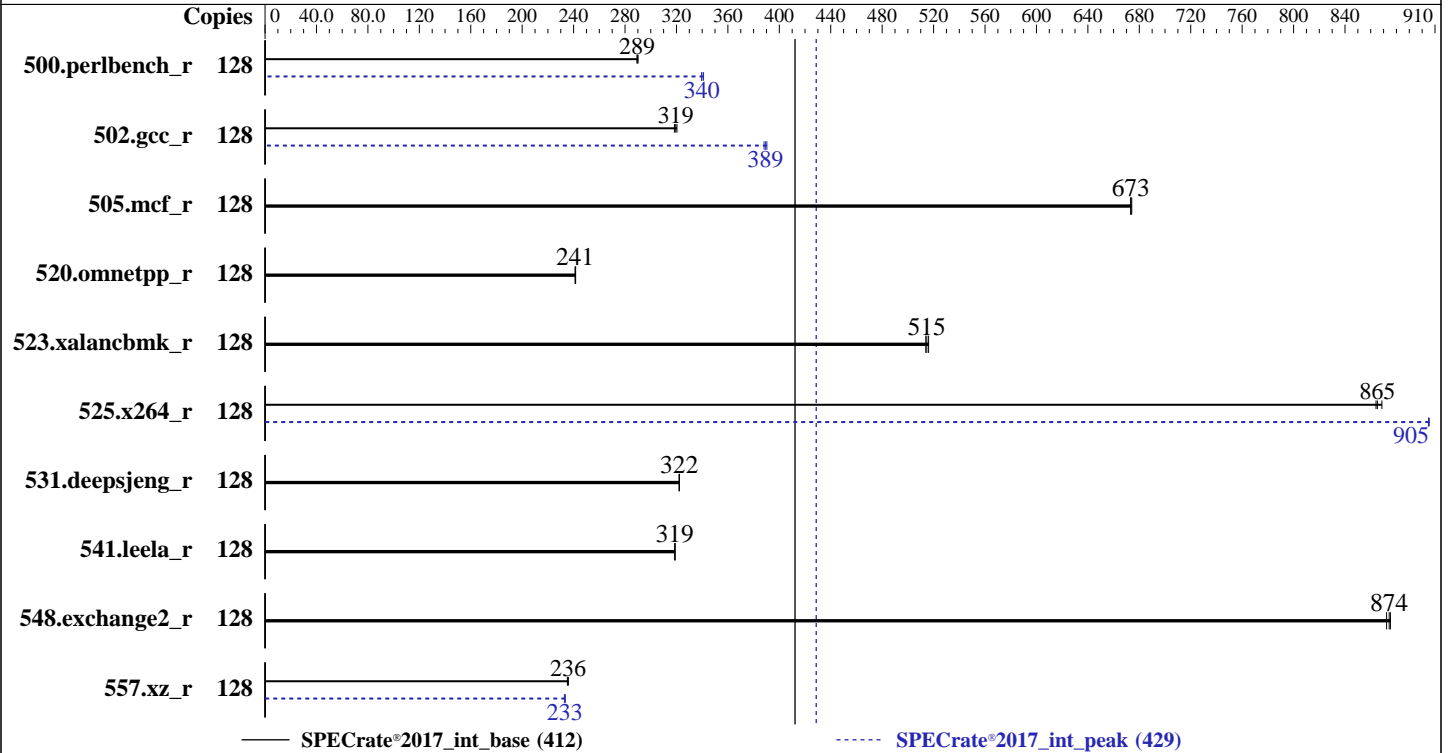 Copies 0 40.0 80.0 120 160 200 240 280 320 360 400 440 480 520 560 600 640 680 720 760 800 840 910
289
500.perlbench_r 128
340
319
502.gcc_r 128
389
673
505.mcf_r 128
241
520.omnetpp_r 128
515
523.xalancbmk_r 128
865
525.x264_r 128
905
322
531.deepsjeng_r 128
319
541.leela_r 128
874
548.exchange2_r 128
236
557.xz_r 128
233
SPECrate®2017_int_base (412) SPECrate®2017_int_peak (429)